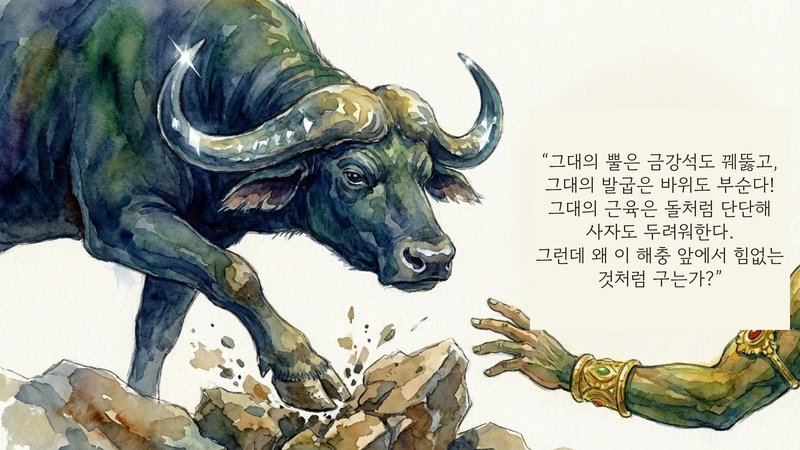 “그대의 뿔은 금강석도 꿰뚫고,
그대의 발굽은 바위도 부순다!
그대의 근육은 돌처럼 단단해
사자도 두려워한다.
그런데 왜 이 해충 앞에서 힘없는
것처럼 구는가?”